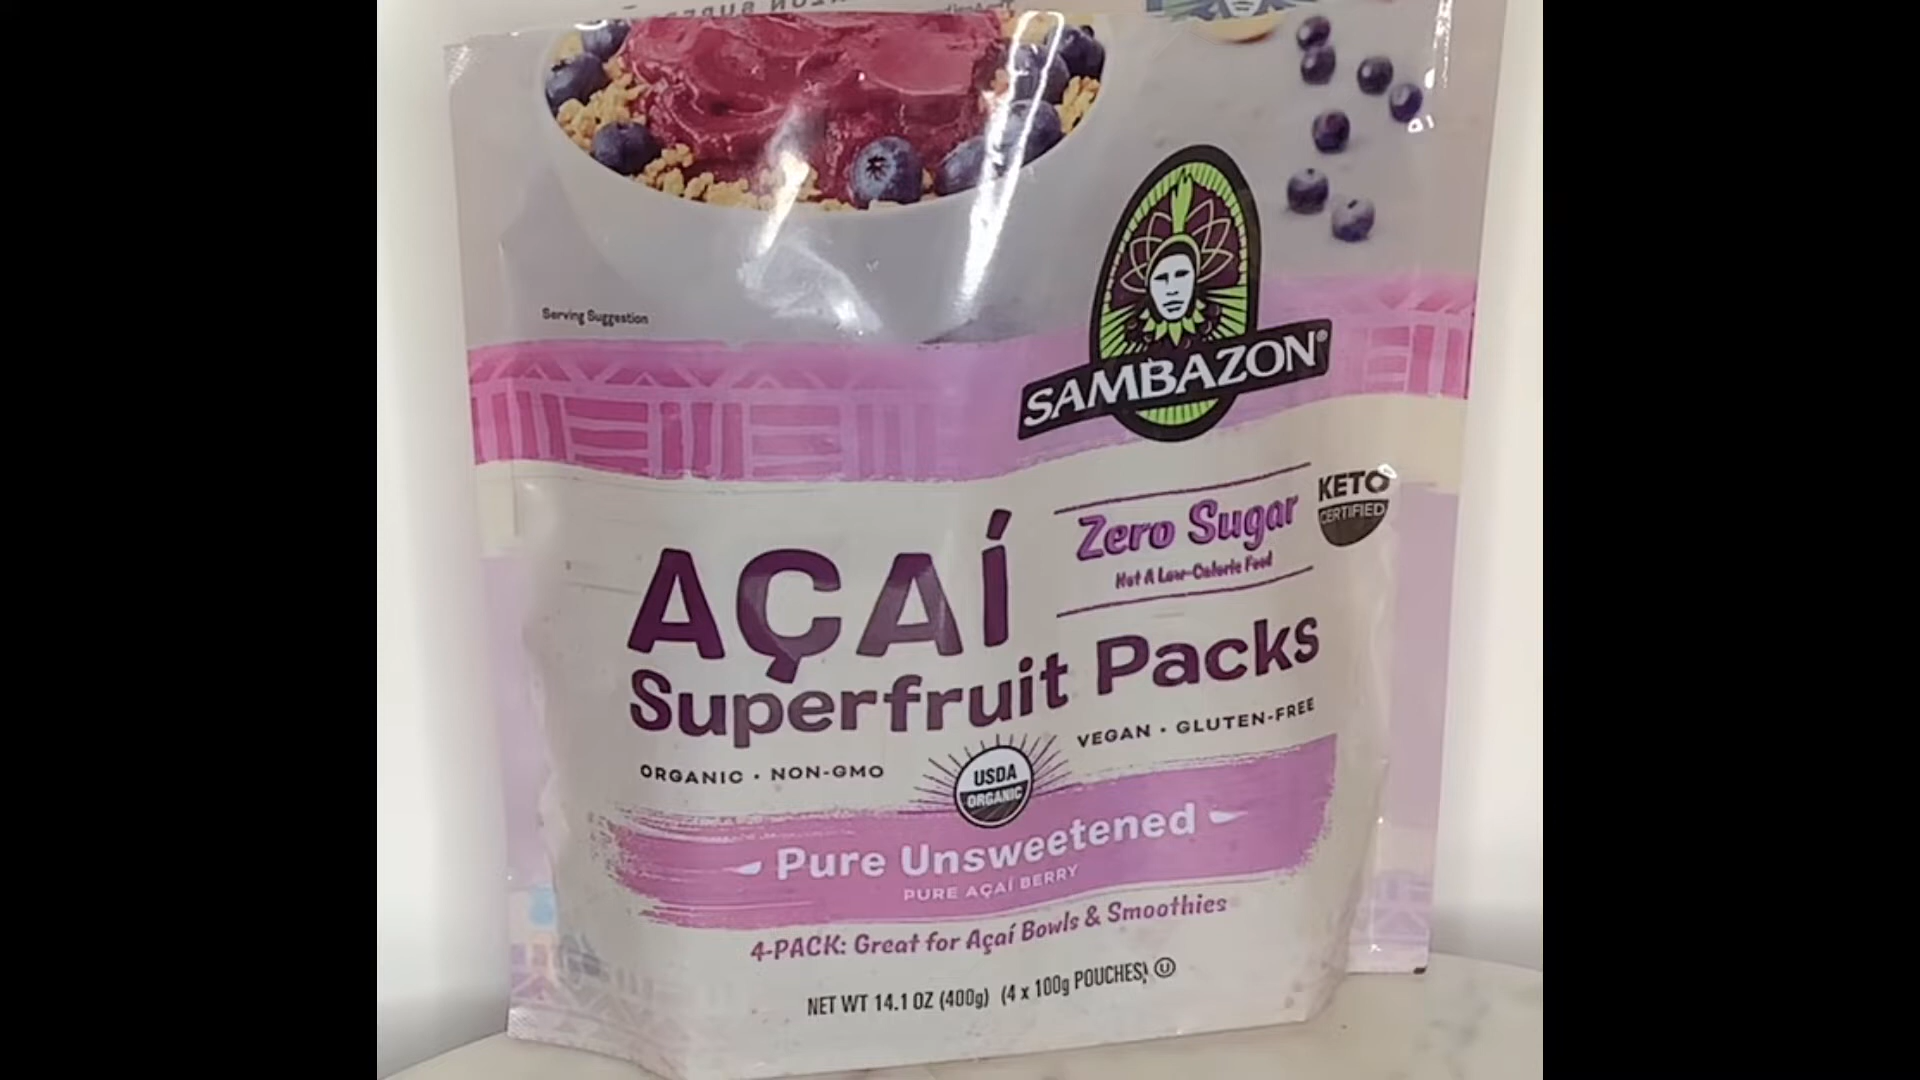 Serving Suggestion
SAMBAZON®
KETO
CERTIFIED
Zero Sugar
Not A Low-Calorie Food
AÇAÍ
Superfruit Packs
ORGANIC • NON-GMO
VEGAN • GLUTEN-FREE
USDA
ORGANIC
Pure Unsweetened
PURE AÇAÍ BERRY
4-PACK: Great for Açaí Bowls & Smoothies
NET WT 14.1 OZ (400g) (4 x 100g POUCHES) U